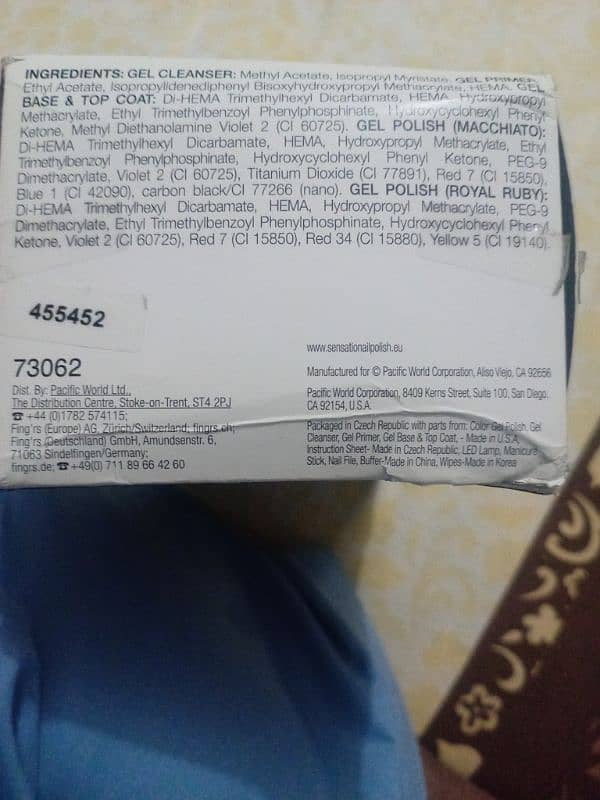 INGREDIENTS: GEL CLEANSER: Methyl Acetate, Isopropyl Myristate. GEL PRIMER:
Ethyl Acetate, Isopropylidenediphenyl Bisoxyhydroxypropyl Methacrylate, HEMA. GEL
BASE & TOP COAT: Di-HEMA Trimethylhexyl Dicarbamate, HEMA, Hydroxypropyl
Methacrylate, Ethyl Trimethylbenzoyl Phenylphosphinate, Hydroxycyclohexyl Phenyl
Ketone, Methyl Diethanolamine Violet 2 (CI 60725). GEL POLISH (MACCHIATO):
Di-HEMA Trimethylhexyl Dicarbamate, HEMA, Hydroxypropyl Methacrylate, Ethyl
Trimethylbenzoyl Phenylphosphinate, Hydroxycyclohexyl Phenyl Ketone, PEG-9
Dimethacrylate, Violet 2 (CI 60725), Titanium Dioxide (CI 77891), Red 7 (CI 15850),
Blue 1 (CI 42090), carbon black/CI 77266 (nano). GEL POLISH (ROYAL RUBY):
Di-HEMA Trimethylhexyl Dicarbamate, HEMA, Hydroxypropyl Methacrylate, PEG-9
Dimethacrylate, Ethyl Trimethylbenzoyl Phenylphosphinate, Hydroxycyclohexyl Phenyl
Ketone, Violet 2 (CI 60725), Red 7 (CI 15850), Red 34 (CI 15880), Yellow 5 (CI 19140).
455452
73062
Dist. By: Pacific World Ltd.,
The Distribution Centre, Stoke-on-Trent, ST4 2PJ
☎ +44 (0)1782 574115;
Fing'rs (Europe) AG, Zürich/Switzerland; fingrs.ch;
Fing'rs (Deutschland) GmbH, Amundsenstr. 6,
71063 Sindelfingen/Germany;
fingrs.de; ☎ +49(0) 711 89 66 42 60
www.sensationailpolish.eu
Manufactured for © Pacific World Corporation, Aliso Viejo, CA 92656
Pacific World Corporation, 8409 Kerns Street, Suite 100, San Diego,
CA 92154, U.S.A.
Packaged in Czech Republic with parts from: Color Gel Polish, Gel
Cleanser, Gel Primer, Gel Base & Top Coat, - Made in U.S.A,
Instruction Sheet- Made in Czech Republic, LED Lamp, Manicure
Stick, Nail File, Buffer-Made in China, Wipes-Made in Korea